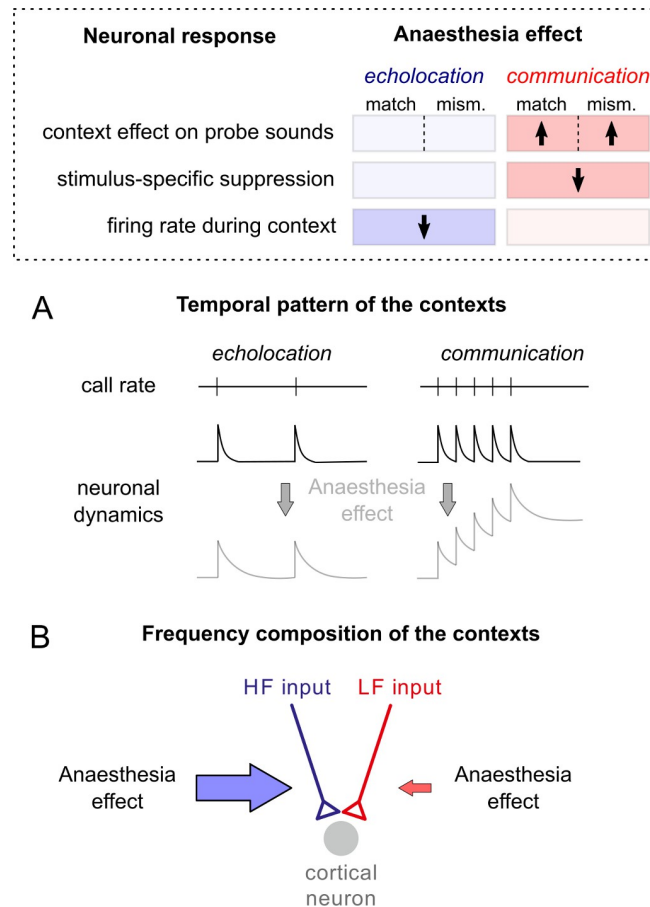 Neuronal response
Anaesthesia effect
echolocation communication
match mism. match mism.
context effect on probe sounds
stimulus-specific suppression
firing rate during context
A Temporal pattern of the contexts
echolocation communication
call rate
neuronal
dynamics
Anaesthesia
effect
B Frequency composition of the contexts
HF input LF input
Anaesthesia
effect
Anaesthesia
effect
cortical
neuron